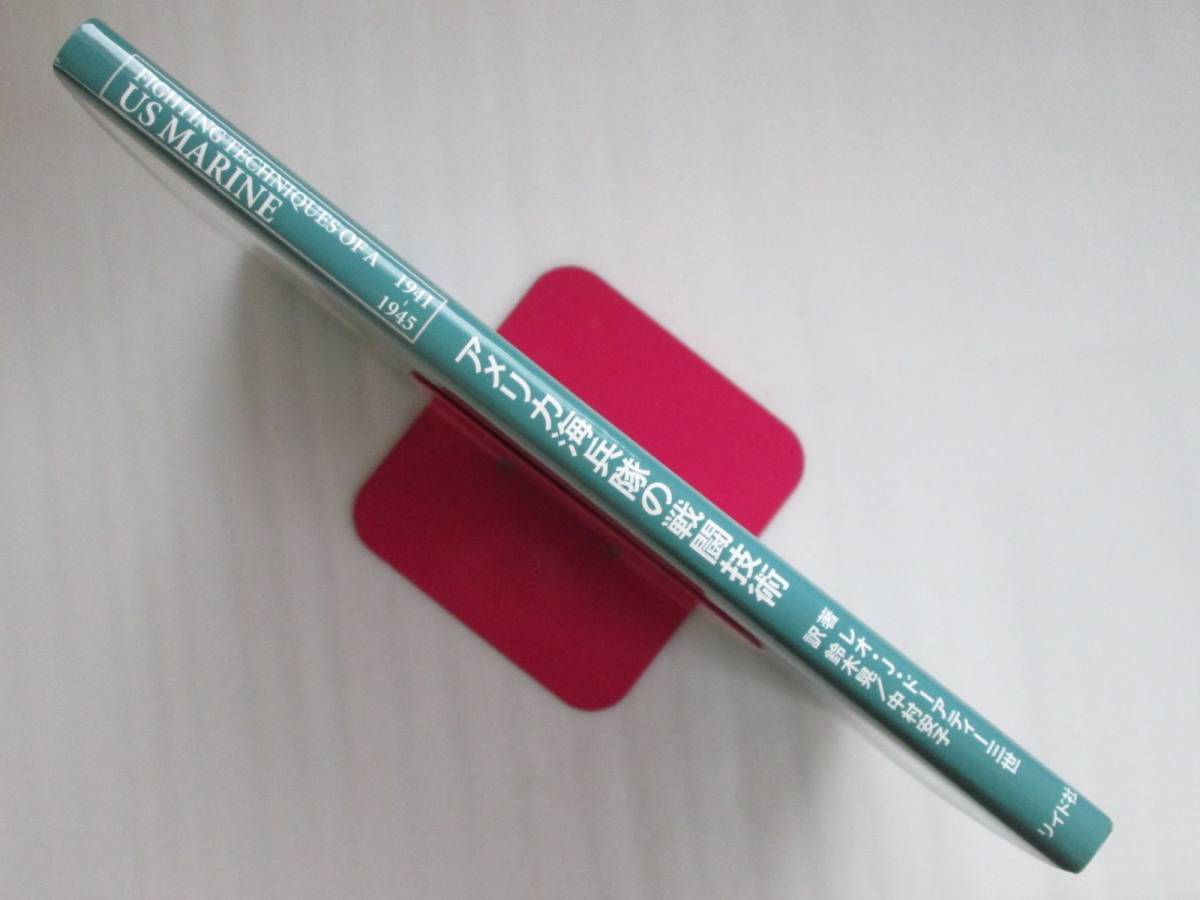 FIGHTING TECHNIQUES OF A
US MARINE
1941
-
1945
アメリカ海兵隊の戦闘技術
著 レオ・J・ドーアティー三世
訳 鈴木晃/中村安子
リイド社